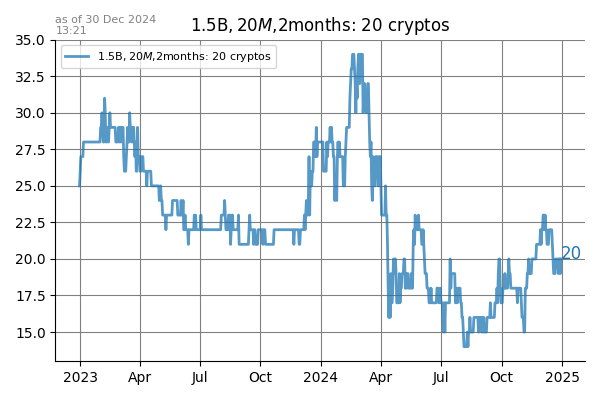 as of 30 Dec 2024
13:21
1.5B, 20M,2months: 20 cryptos
1.5B, 20M,2months: 20 cryptos
35.0
32.5
30.0
27.5
25.0
22.5
20.0
17.5
15.0
20
2023 Apr Jul Oct 2024 Apr Jul Oct 2025